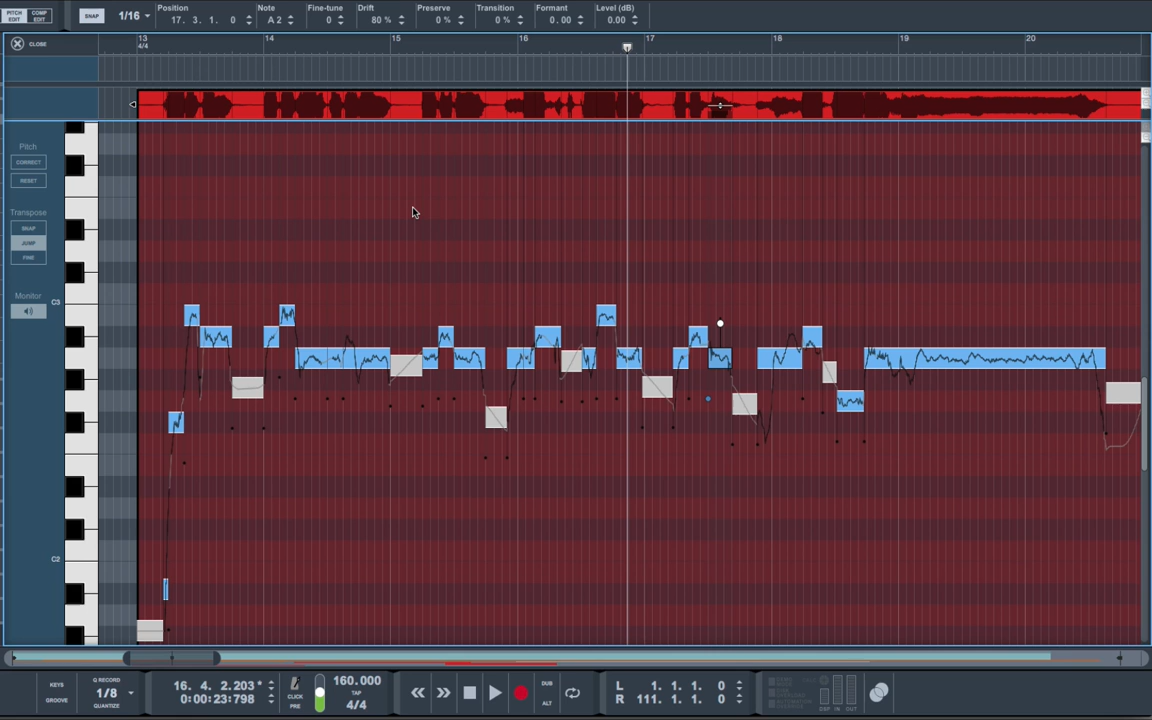 PITCH EDIT COMP EDIT SNAP 1/16
Position Note Fine-tune Drift Preserve Transition Formant Level (dB)
17. 3. 1. 0 A 2 0 80 % 0 % 0 % 0. 00 0.00
CLOSE
13 14 15 16 17 18 19 20
4/4
Pitch
CORRECT
RESET
Transpose
SNAP
JUMP
FINE
Monitor
C3
C2
KEYS
GROOVE
Q RECORD
1/8
QUANTIZE
16. 4. 2. 203 *
0:00:23:798
CLICK
PRE
160.000
TAP
4/4
DUB
ALT
L 1. 1. 1. 0
R 111. 1. 1. 0
DSP IN OUT